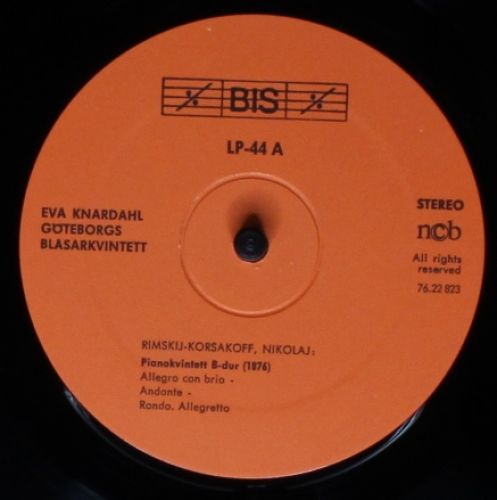 BIS
LP-44 A
EVA KNARDAHL
GÖTEBORGS
BLÅSARKVINTETT
STEREO
ncb
All rights
reserved
76.22 823
RIMSKIJ-KORSAKOFF, NIKOLAJ:
Pianokvintett B-dur (1876)
Allegro con brio -
Andante -
Rondo. Allegretto